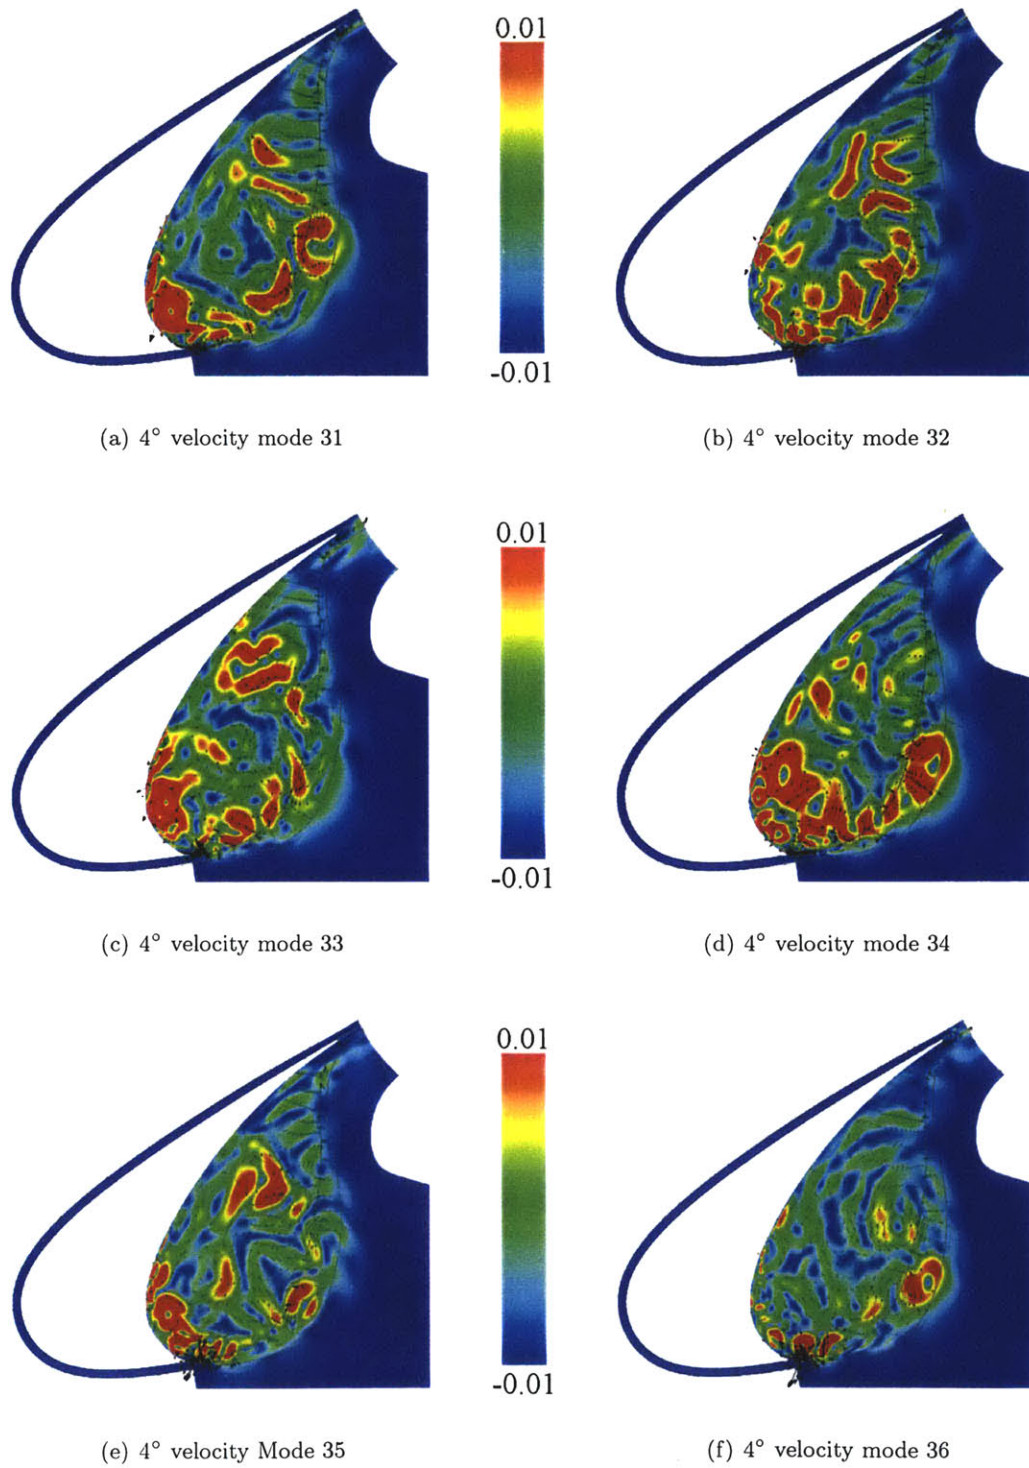 0.01
-0.01
(a) 4° velocity mode 31
(b) 4° velocity mode 32
0.01
-0.01
(c) 4° velocity mode 33
(d) 4° velocity mode 34
0.01
-0.01
(e) 4° velocity Mode 35
(f) 4° velocity mode 36